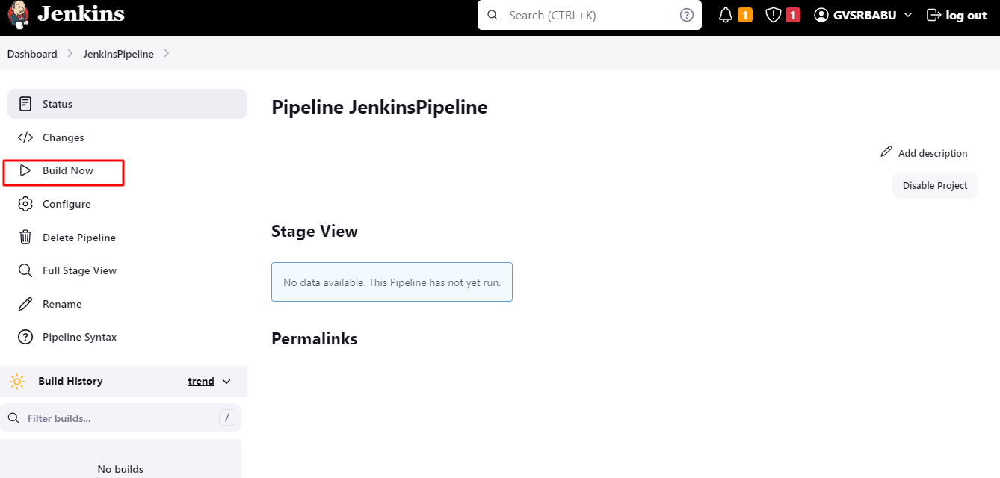 Jenkins
Search (CTRL+K)
1
1
GVSRBABU
log out
Dashboard
JenkinsPipeline
Status
Changes
Build Now
Configure
Delete Pipeline
Full Stage View
Rename
Pipeline Syntax
Build History
trend
Filter builds...
/
No builds
Pipeline JenkinsPipeline
Add description
Disable Project
Stage View
No data available. This Pipeline has not yet run.
Permalinks